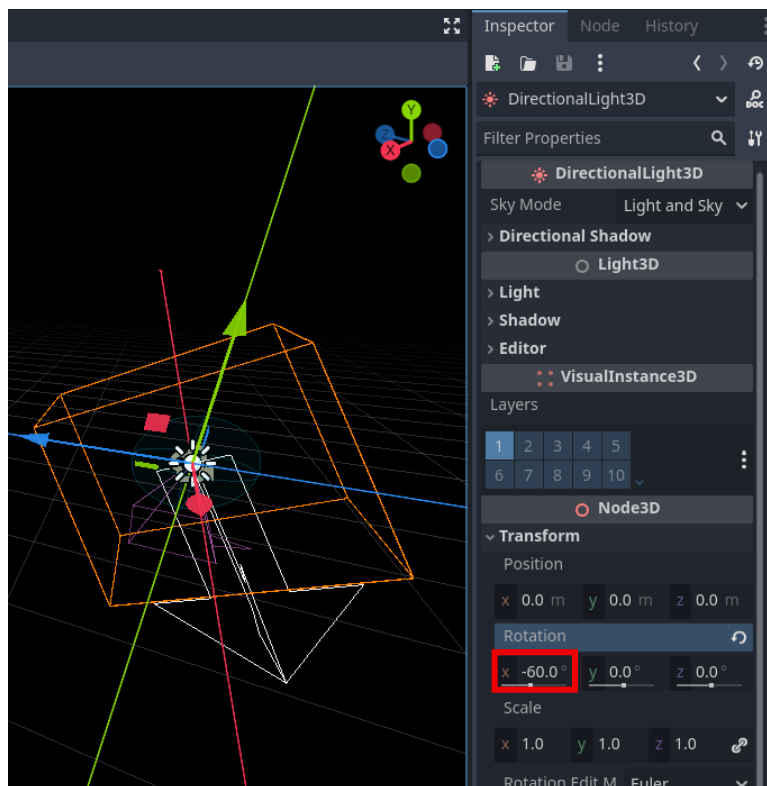 Inspector Node History
DirectionalLight3D
DOC
Filter Properties
Y
Z
X
DirectionalLight3D
Sky Mode Light and Sky
Directional Shadow
Light3D
Light
Shadow
Editor
VisualInstance3D
Layers
1 2 3 4 5
6 7 8 9 10
Node3D
Transform
Position
x 0.0 m y 0.0 m z 0.0 m
Rotation
x -60.0 ° y 0.0 ° z 0.0 °
Scale
x 1.0 y 1.0 z 1.0
Rotation Edit M Euler